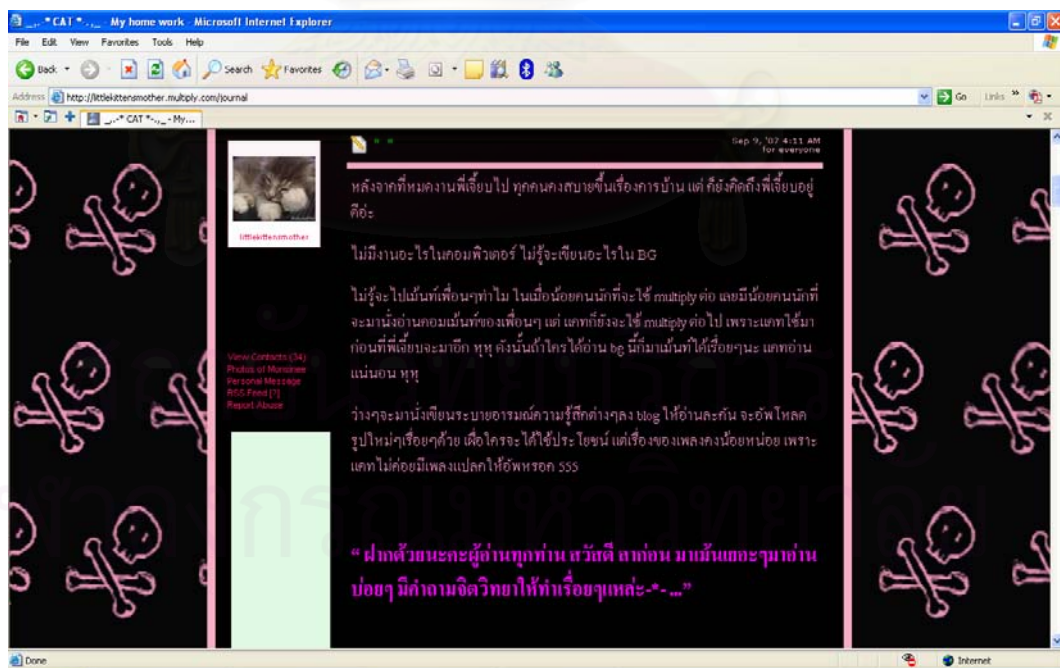 _,.-*CAT*-.,_ - My home work - Microsoft Internet Explorer
File Edit View Favorites Tools Help
Back Search Favorites
Address http://littlekittensmother.multiply.com/journal Go Links
_,.-* CAT *-.,_ - My...
Sep 9, '07 4:11 AM
for everyone
littlekittensmother
หลังจากที่หมดงานพี่เจี๊ยบไป ทุกคนคงสบายขึ้นเรื่องการบ้าน แต่ ก็ยังคิดถึงพี่เจี๊ยบอยู่
ดีอ่ะ
ไม่มีงานอะไรในคอมพิวเตอร์ ไม่รู้จะเขียนอะไรใน BG
ไม่รู้จะไปเม้นท์เพื่อนๆทำไม ในเมื่อน้อยคนนักที่จะใช้ multiply ต่อ เลยมีน้อยคนนักที่
จะมานั่งอ่านคอมเม้นท์ของเพื่อนๆ แต่ แคทก็ยังจะใช้ multiply ต่อไป เพราะแคทใช้มา
ก่อนที่พี่เจี๊ยบจะมาอีก หุหุ ดังนั้นถ้าใครได้อ่าน bg นี้ก็มาเม้นท์ได้เรื่อยๆนะ แคทอ่าน
แน่นอน หุหุ
View Contacts (34)
Photos of Monsinee
Personal Message
RSS Feed [?]
Report Abuse
ว่างๆจะมานั่งเขียนระบายอารมณ์ความรู้สึกต่างๆลง blog ให้อ่านละกัน จะอัพโหลด
รูปใหม่ๆเรื่อยๆด้วย เผื่อใครจะได้ใช้ประโยชน์ แต่เรื่องของเพลงคงน้อยหน่อย เพราะ
แคทไม่ค่อยมีเพลงแปลกให้อัพหรอก 555
“ ฝากด้วยนะคะผู้อ่านทุกท่าน สวัสดี ลาก่อน มาเม้นเยอะๆมาอ่าน
บ่อยๆ มีคำถามจิตวิทยาให้ทำเรื่อยๆแหล่ะ-*- ...”
Done Internet